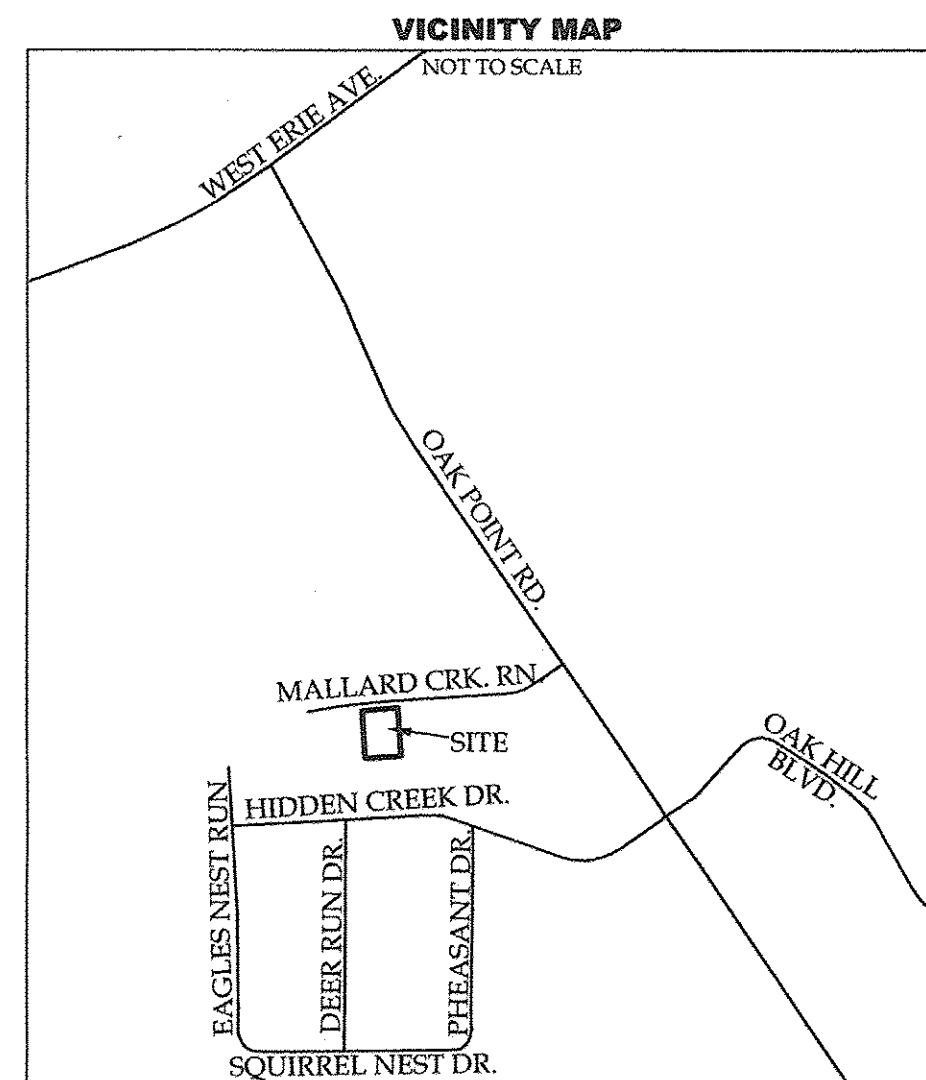 VICINITY MAP
NOT TO SCALE
WEST ERIE AVE.
OAK POINT RD.
MALLARD CRK. RN
SITE
OAK HILL
BLVD.
HIDDEN CREEK DR.
EAGLES NEST RUN
DEER RUN DR.
PHEASANT DR.
SQUIRREL NEST DR.